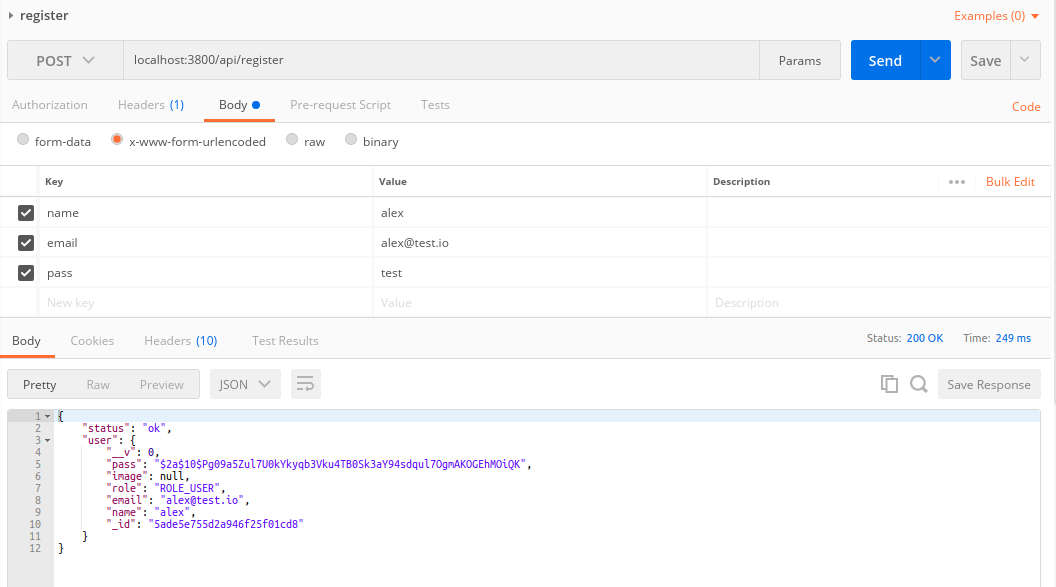 register Examples (0)
POST localhost:3800/api/register Params Send Save
Authorization Headers (1) Body Pre-request Script Tests Code
form-data x-www-form-urlencoded raw binary
Key Value Description ••• Bulk Edit
name alex
email alex@test.io
pass test
New key Value Description
Body Cookies Headers (10) Test Results Status: 200 OK Time: 249 ms
Pretty Raw Preview JSON Save Response
1 {
2 "status": "ok",
3 "user": {
4 "__v": 0,
5 "pass": "$2a$10$Pg09a5Zul7U0kYkyqb3Vku4TB0Sk3aY94sdqul7OgmAKOGEhMOiQK",
6 "image": null,
7 "role": "ROLE_USER",
8 "email": "alex@test.io",
9 "name": "alex",
10 "_id": "5ade5e755d2a946f25f01cd8"
11 }
12 }